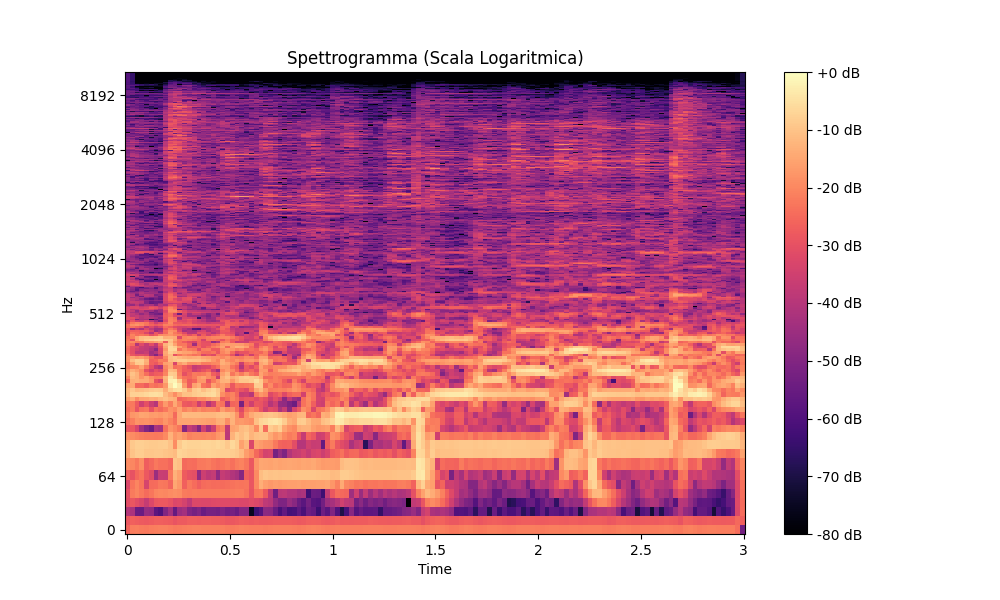 Spettrogramma (Scala Logaritmica)
Hz
8192
4096
2048
1024
512
256
128
64
0
0
0.5
1
1.5
2
2.5
3
Time
+0 dB
-10 dB
-20 dB
-30 dB
-40 dB
-50 dB
-60 dB
-70 dB
-80 dB